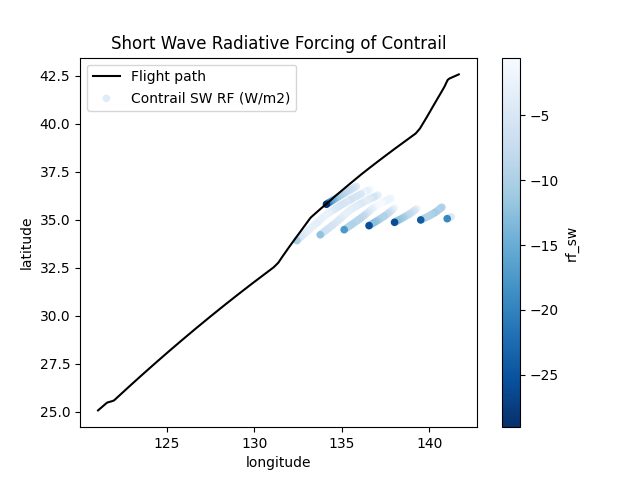 Short Wave Radiative Forcing of Contrail
Flight path
Contrail SW RF (W/m2)
42.5
40.0
37.5
35.0
32.5
30.0
27.5
25.0
latitude
125
130
135
140
longitude
−5
−10
−15
−20
−25
rf_sw